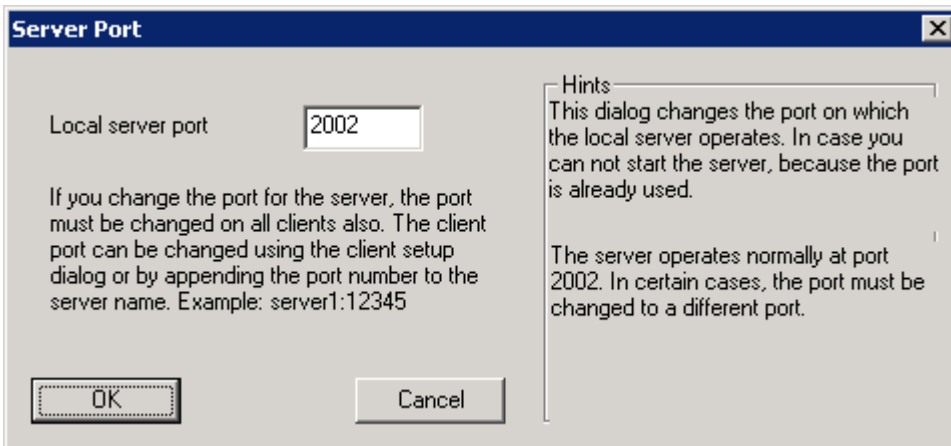 Server Port
Local server port
2002
If you change the port for the server, the port
must be changed on all clients also. The client
port can be changed using the client setup
dialog or by appending the port number to the
server name. Example: server1:12345
OK
Cancel
Hints
This dialog changes the port on which
the local server operates. In case you
can not start the server, because the port
is already used.
The server operates normally at port
2002. In certain cases, the port must be
changed to a different port.